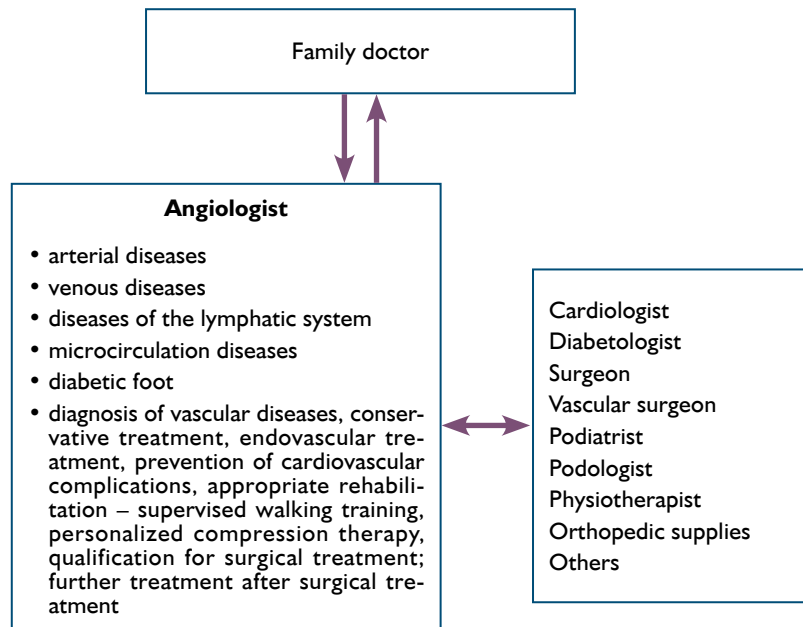 Family doctor
Angiologist
• arterial diseases
• venous diseases
• diseases of the lymphatic system
• microcirculation diseases
• diabetic foot
• diagnosis of vascular diseases, conser-
vative treatment, endovascular tre-
atment, prevention of cardiovascular
complications, appropriate rehabili-
tation – supervised walking training,
personalized compression therapy,
qualification for surgical treatment;
further treatment after surgical tre-
atment
Cardiologist
Diabetologist
Surgeon
Vascular surgeon
Podiatrist
Podologist
Physiotherapist
Orthopedic supplies
Others